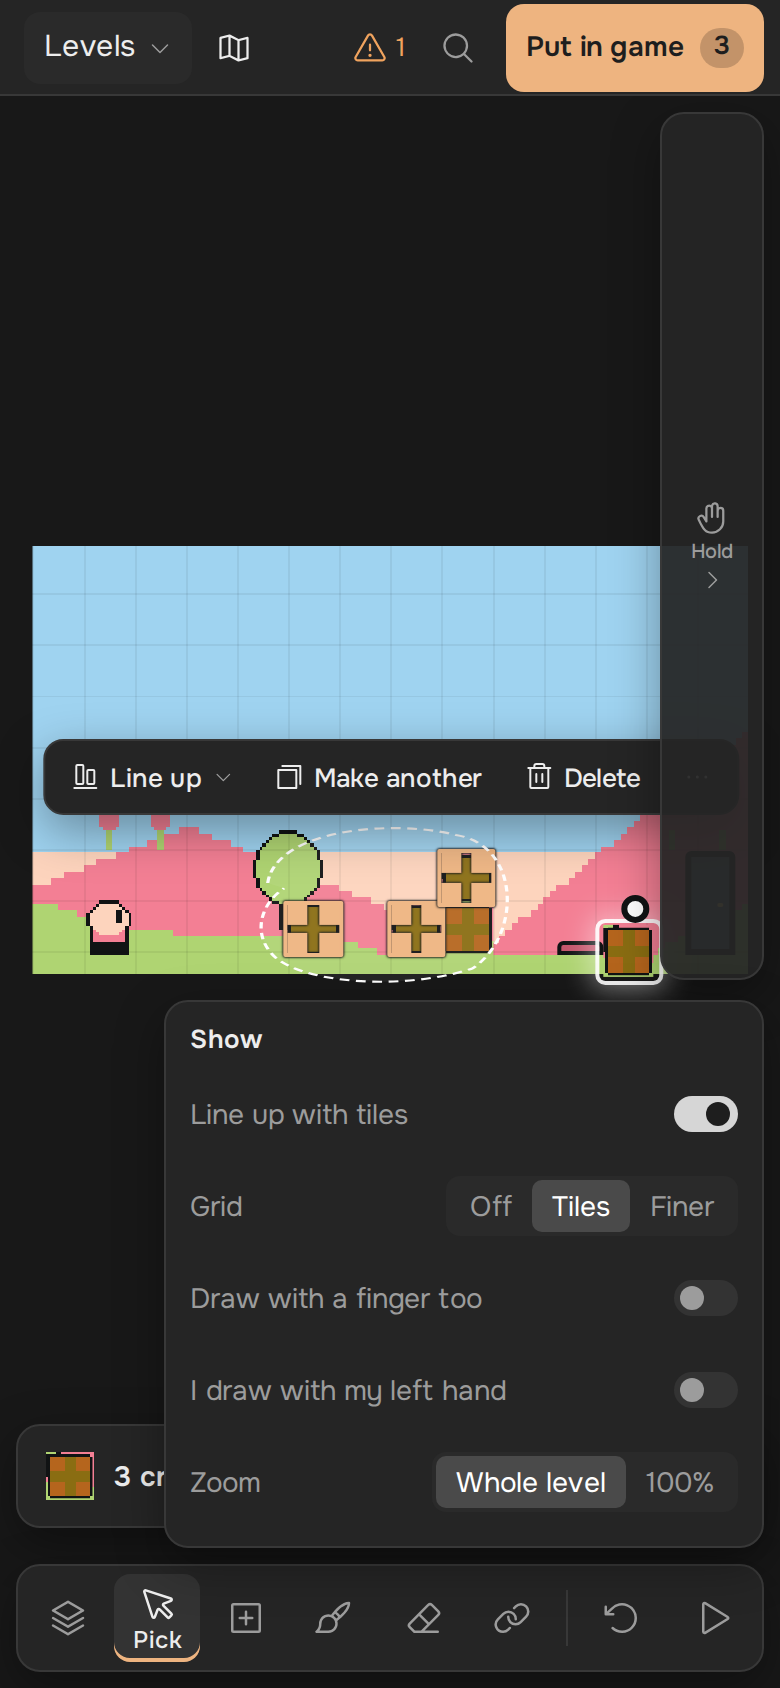 Levels
1
Put in game 3
Hold
Line up
Make another
Delete
Show
Line up with tiles
Grid
Off
Tiles
Finer
Draw with a finger too
I draw with my left hand
3 cr
Zoom
Whole level
100%
Pick